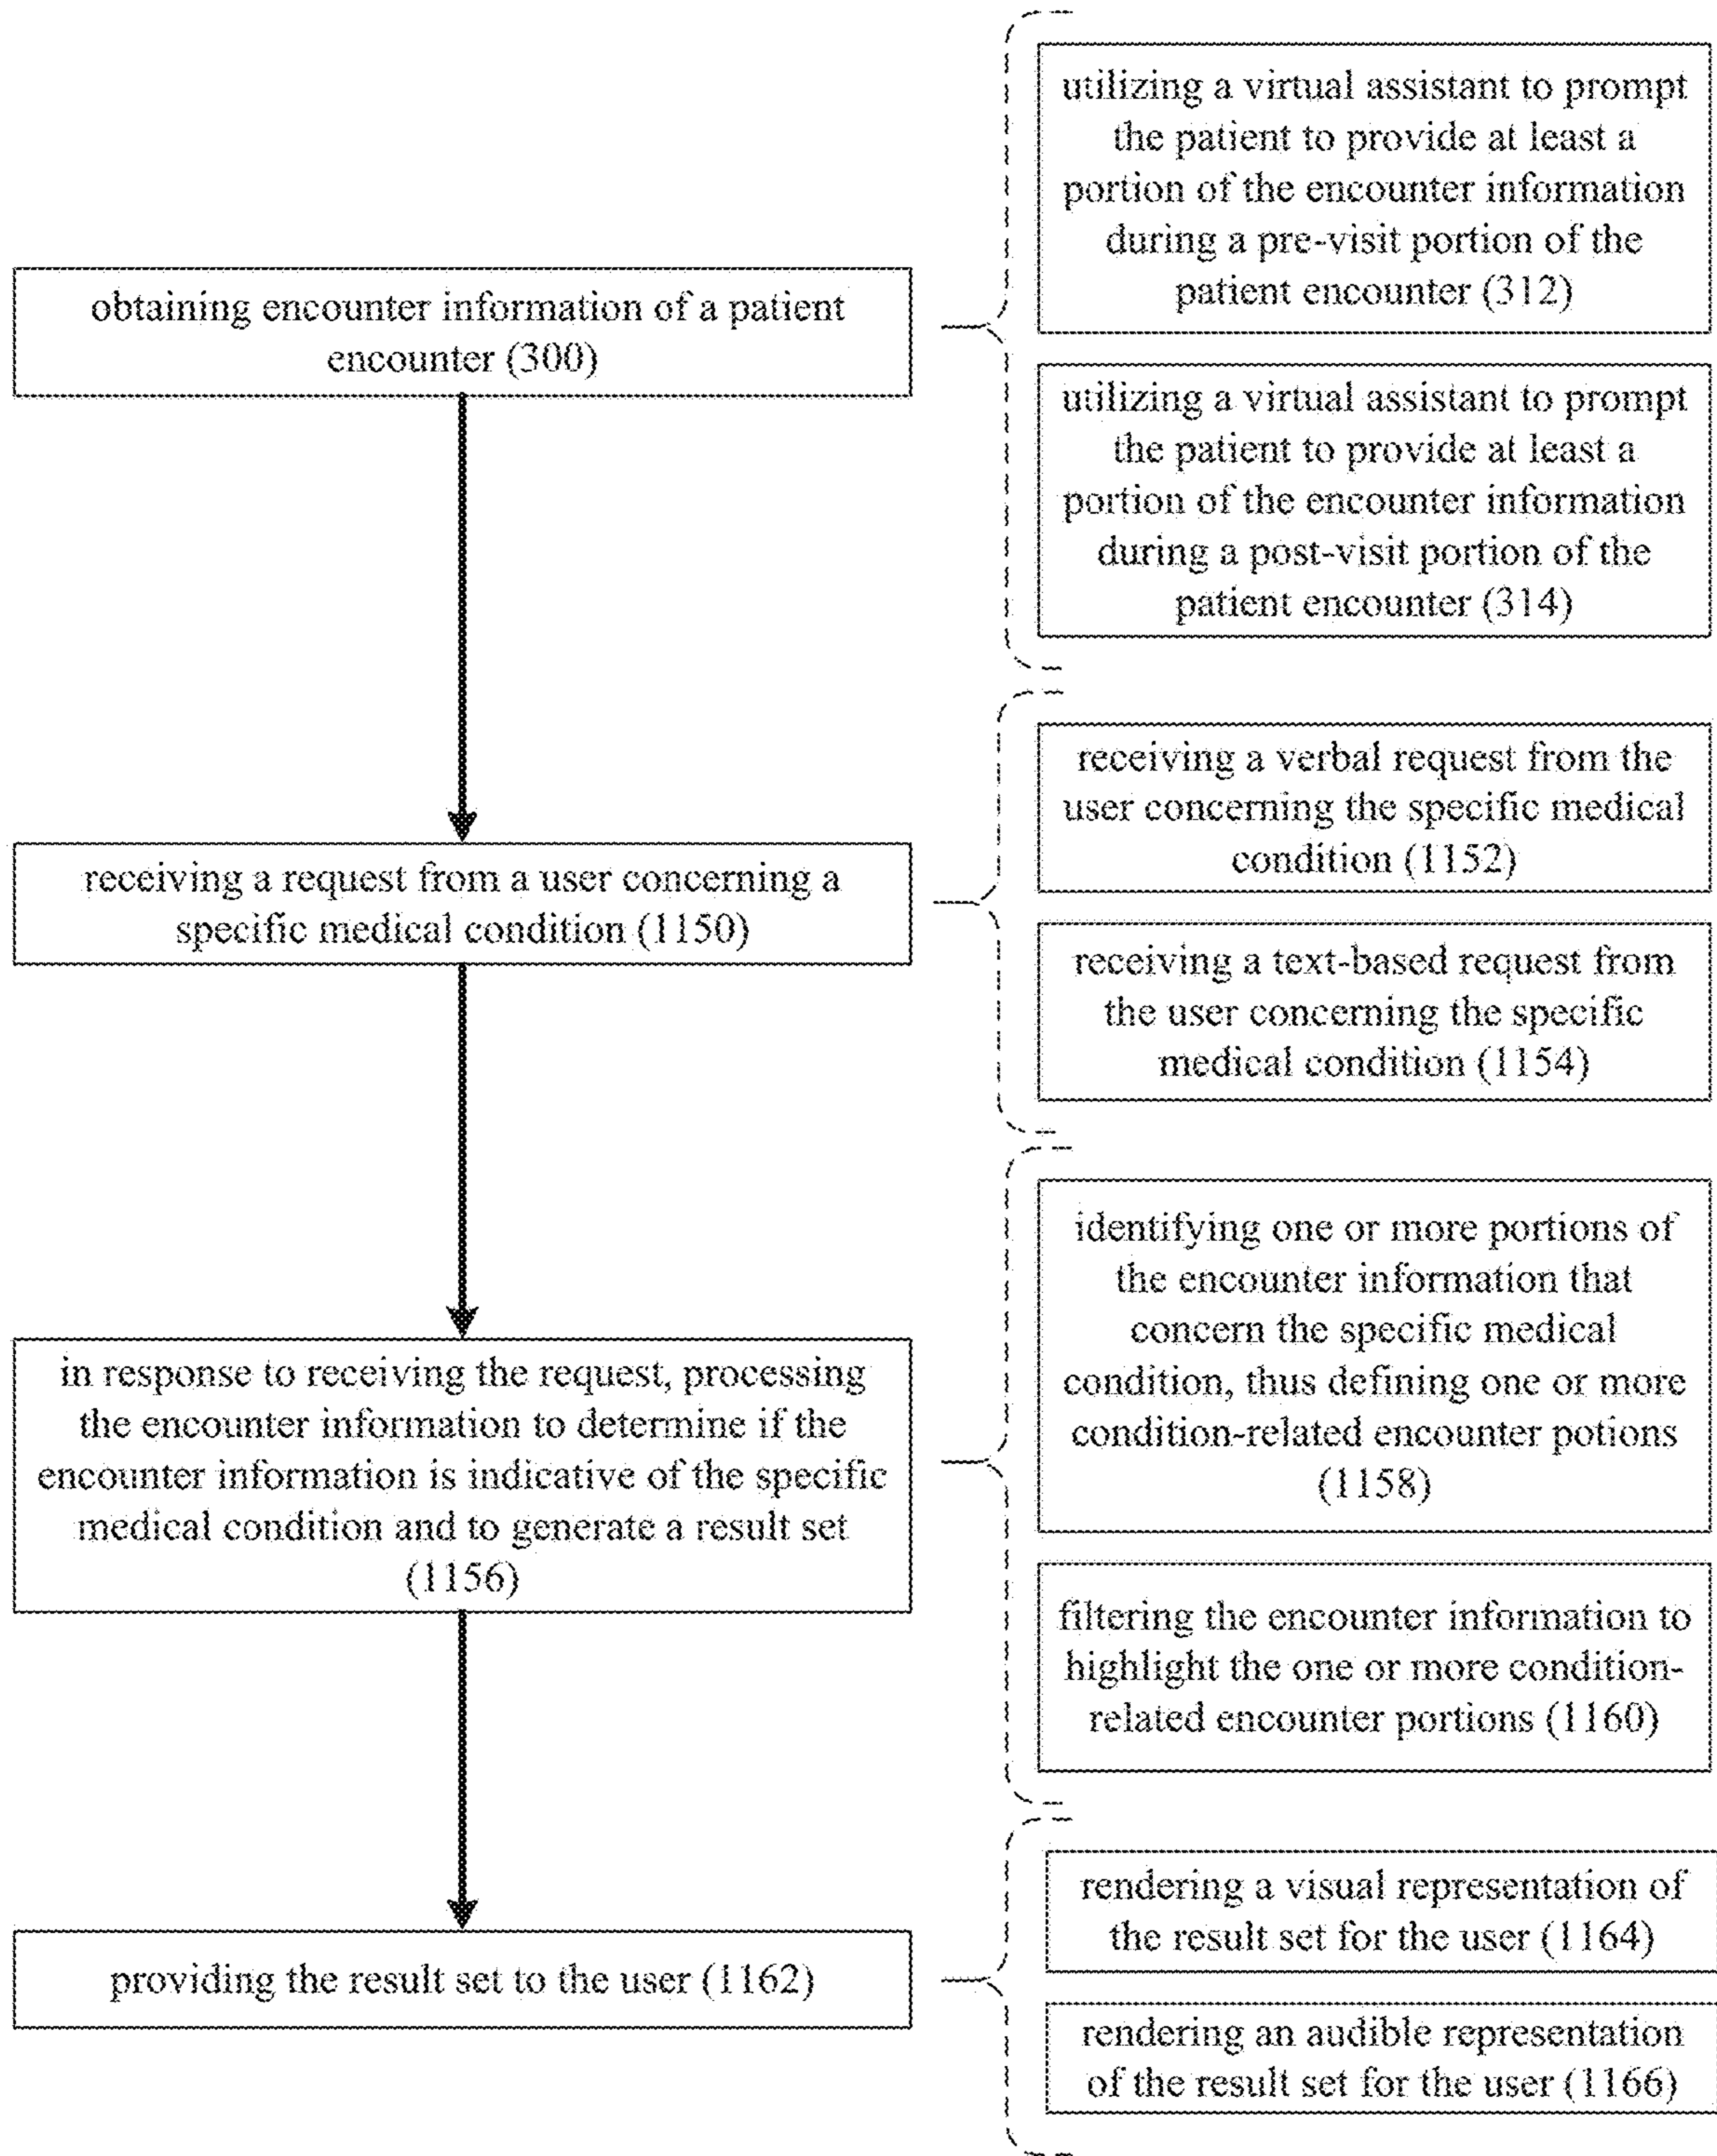 obtaining encounter information of a patient
encounter (300)
utilizing a virtual assistant to prompt
the patient to provide at least a
portion of the encounter information
during a pre-visit portion of the
patient encounter (312)
utilizing a virtual assistant to prompt
the patient to provide at least a
portion of the encounter information
during a post-visit portion of the
patient encounter (314)
receiving a request from a user concerning a
specific medical condition (1150)
receiving a verbal request from the
user concerning the specific medical
condition (1152)
receiving a text-based request from
the user concerning the specific
medical condition (1154)
in response to receiving the request, processing
the encounter information to determine if the
encounter information is indicative of the specific
medical condition and to generate a result set
(1156)
identifying one or more portions of
the encounter information that
concern the specific medical
condition, thus defining one or more
condition-related encounter potions
(1158)
filtering the encounter information to
highlight the one or more condition-
related encounter portions (1160)
providing the result set to the user (1162)
rendering a visual representation of
the result set for the user (1164)
rendering an audible representation
of the result set for the user (1166)